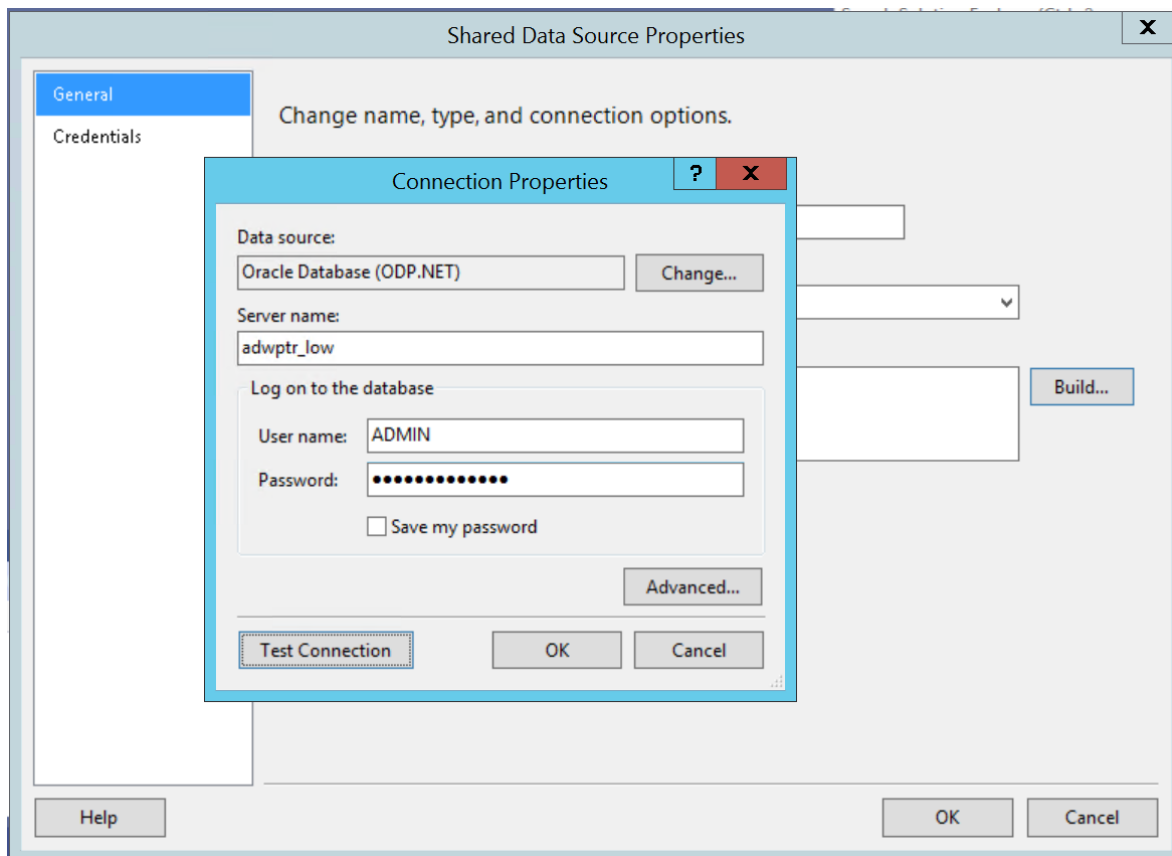 Shared Data Source Properties
X
General
Credentials
Change name, type, and connection options.
Connection Properties
?
X
Data source:
Oracle Database (ODP.NET)
Change...
Server name:
adwptr_low
Log on to the database
User name:
ADMIN
Password:
•••••••••••••
Save my password
Advanced...
Test Connection
OK
Cancel
Build...
Help
OK
Cancel